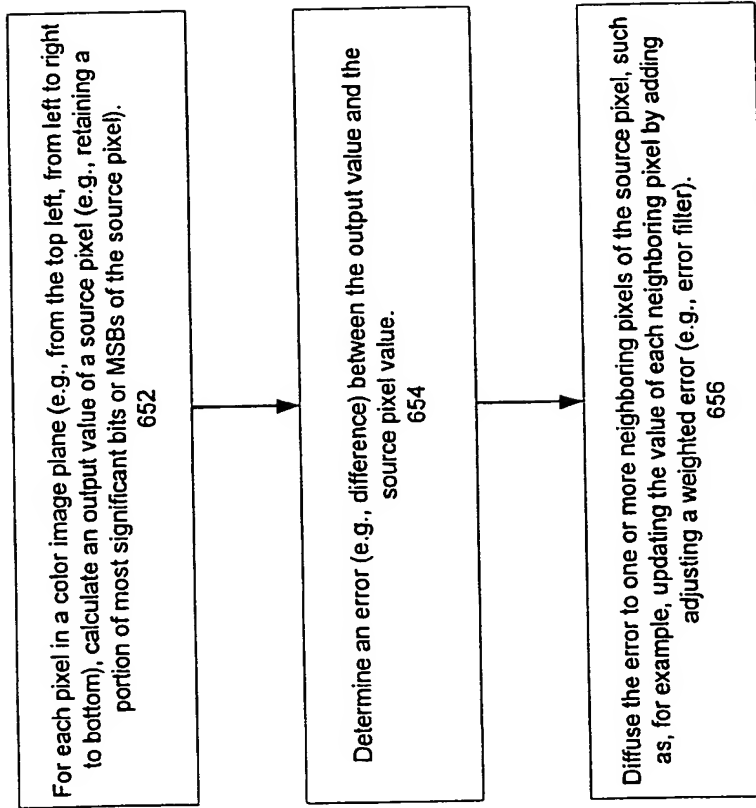 For each pixel in a color image plane (e.g., from the top left, from left to right
to bottom), calculate an output value of a source pixel (e.g., retaining a
portion of most significant bits or MSBs of the source pixel).
652
Determine an error (e.g., difference) between the output value and the
source pixel value.
654
Diffuse the error to one or more neighboring pixels of the source pixel, such
as, for example, updating the value of each neighboring pixel by adding
adjusting a weighted error (e.g., error filter).
656